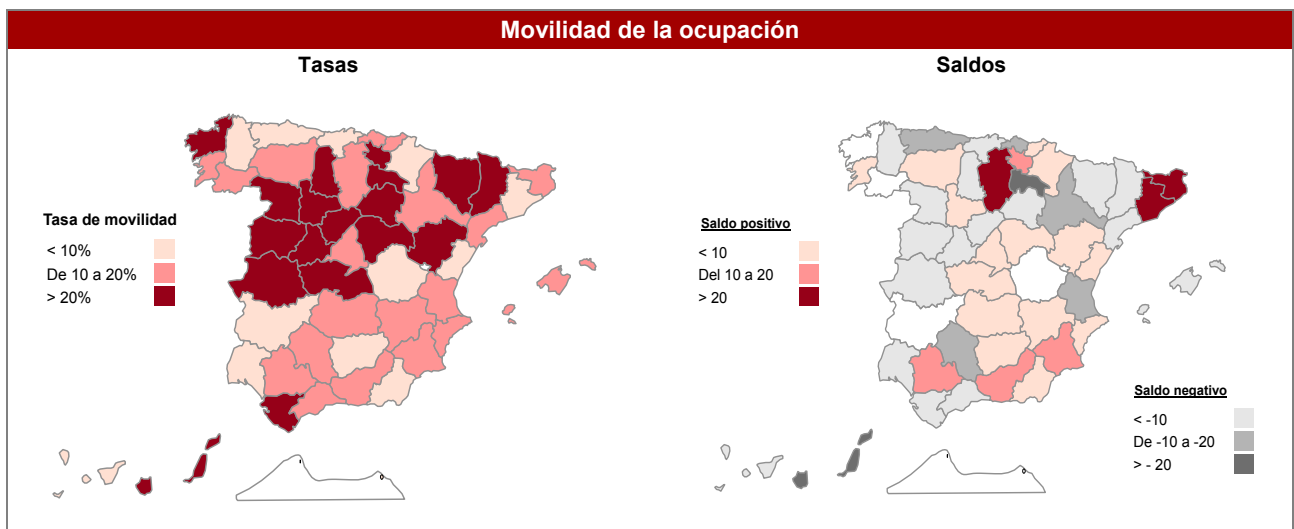 Movilidad de la ocupación
Tasas
Saldos
Tasa de movilidad
< 10%
De 10 a 20%
> 20%
Saldo positivo
< 10
Del 10 a 20
> 20
Saldo negativo
< -10
De -10 a -20
> - 20